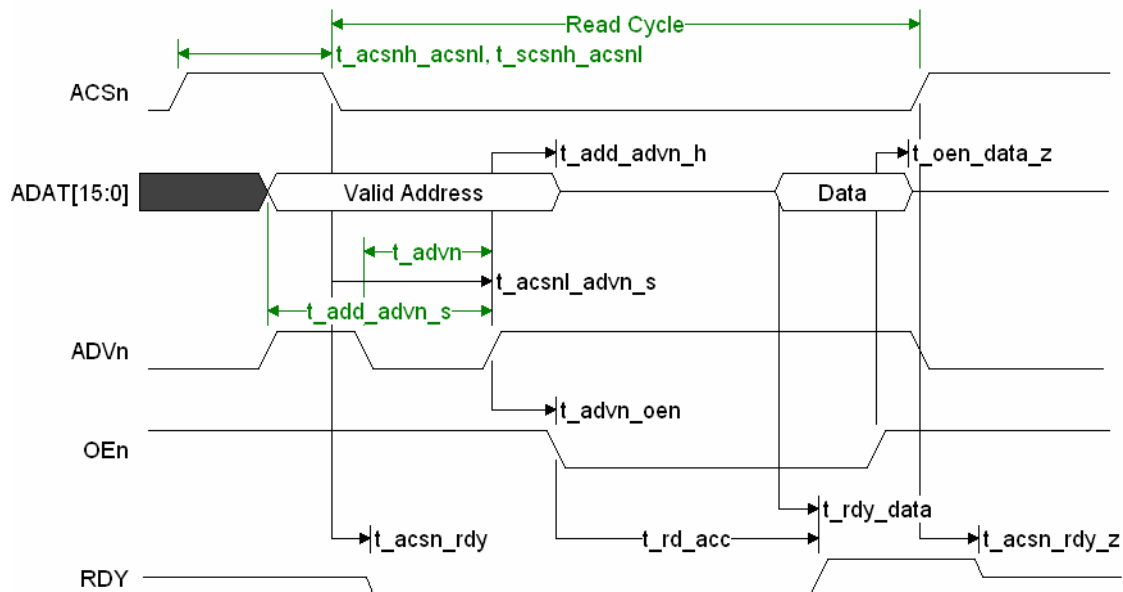 Read Cycle
t_acsnh_acsnl, t_scsnh_acsnl
ACSn
t_add_advn_h
t_oen_data_z
ADAT[15:0]
Valid Address
Data
t_advn
t_acsnl_advn_s
t_add_advn_s
ADVn
t_advn_oen
OEn
t_rdy_data
t_acsn_rdy
t_rd_acc
t_acsn_rdy_z
RDY